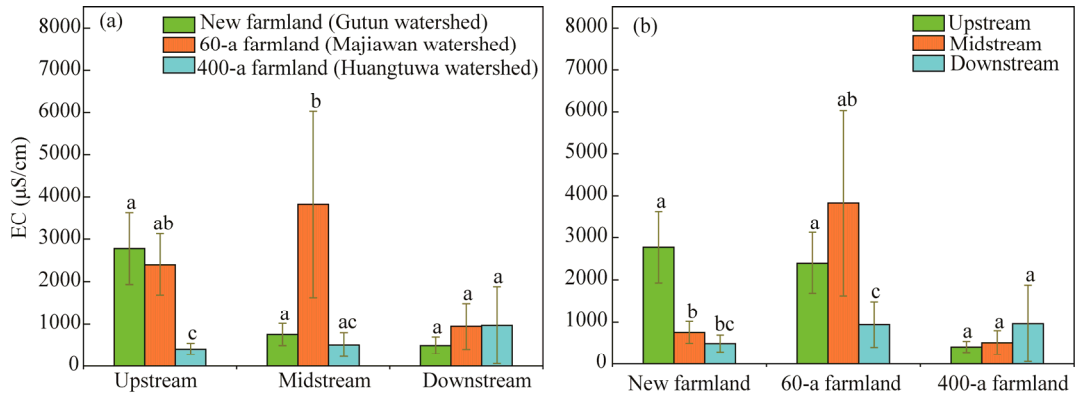 (a)
New farmland (Gutun watershed)
60-a farmland (Majiawan watershed)
400-a farmland (Huangtuwa watershed)
EC (μS/cm)
8000
7000
6000
5000
4000
3000
2000
1000
0
a
ab
c
a
b
ac
a
a
a
Upstream
Midstream
Downstream
(b)
Upstream
Midstream
Downstream
8000
7000
6000
5000
4000
3000
2000
1000
0
a
b
bc
a
ab
c
a
a
a
New farmland
60-a farmland
400-a farmland